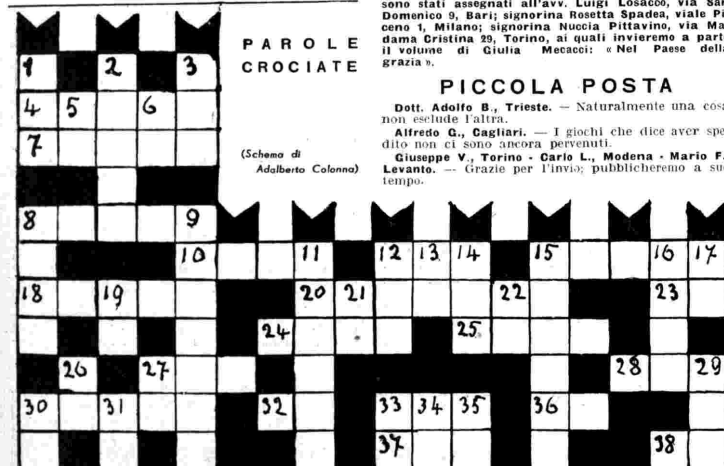 sono stati assegnati all'avv. Luigi Losacco, via San
Domenico 9, Bari; signorina Rosetta Spadea, viale Pi
ceno 1, Milano; signorina Nuccia Pittavino, via Ma
dama Cristina 29, Torino, ai quali invieremo a part
il volume di Giulia Mecacci: « Nel Paese dell
grazia ».
PAROLE
CROCIATE
(Schema di
Adalberto Colonna)
PICCOLA POSTA
Dott. Adolfo B., Trieste. — Naturalmente una cosa
non esclude l'altra.
Alfredo G., Cagliari. — I giochi che dice aver spe
dito non ci sono ancora pervenuti.
Giuseppe V., Torino - Carlo L., Modena - Mario F.
Levanto. — Grazie per l'invio; pubblicheremo a su
tempo.
1 2 3
4 5 6
7
8 9
10 11 12 13 14 15 16 17
18 19 20 21 22 23
24 25
26 27 28 29
30 31 32 33 34 35 36
37 38